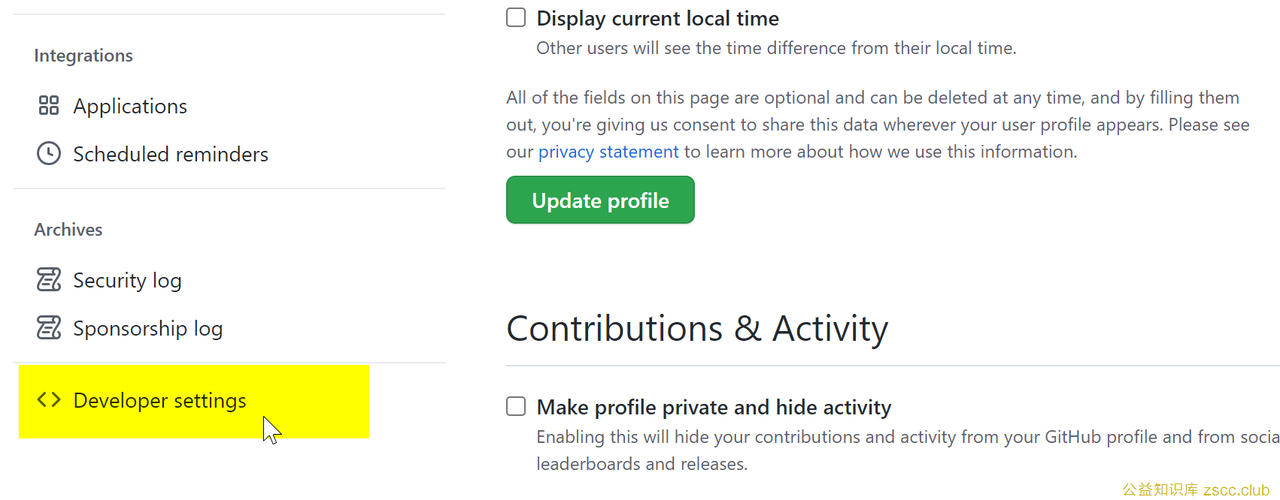 Integrations
Applications
Scheduled reminders
Archives
Security log
Sponsorship log
Developer settings
Display current local time
Other users will see the time difference from their local time.
All of the fields on this page are optional and can be deleted at any time, and by filling them
out, you're giving us consent to share this data wherever your user profile appears. Please see
our privacy statement to learn more about how we use this information.
Update profile
Contributions & Activity
Make profile private and hide activity
Enabling this will hide your contributions and activity from your GitHub profile and from socia
leaderboards and releases.
公益知识库 zscc.club